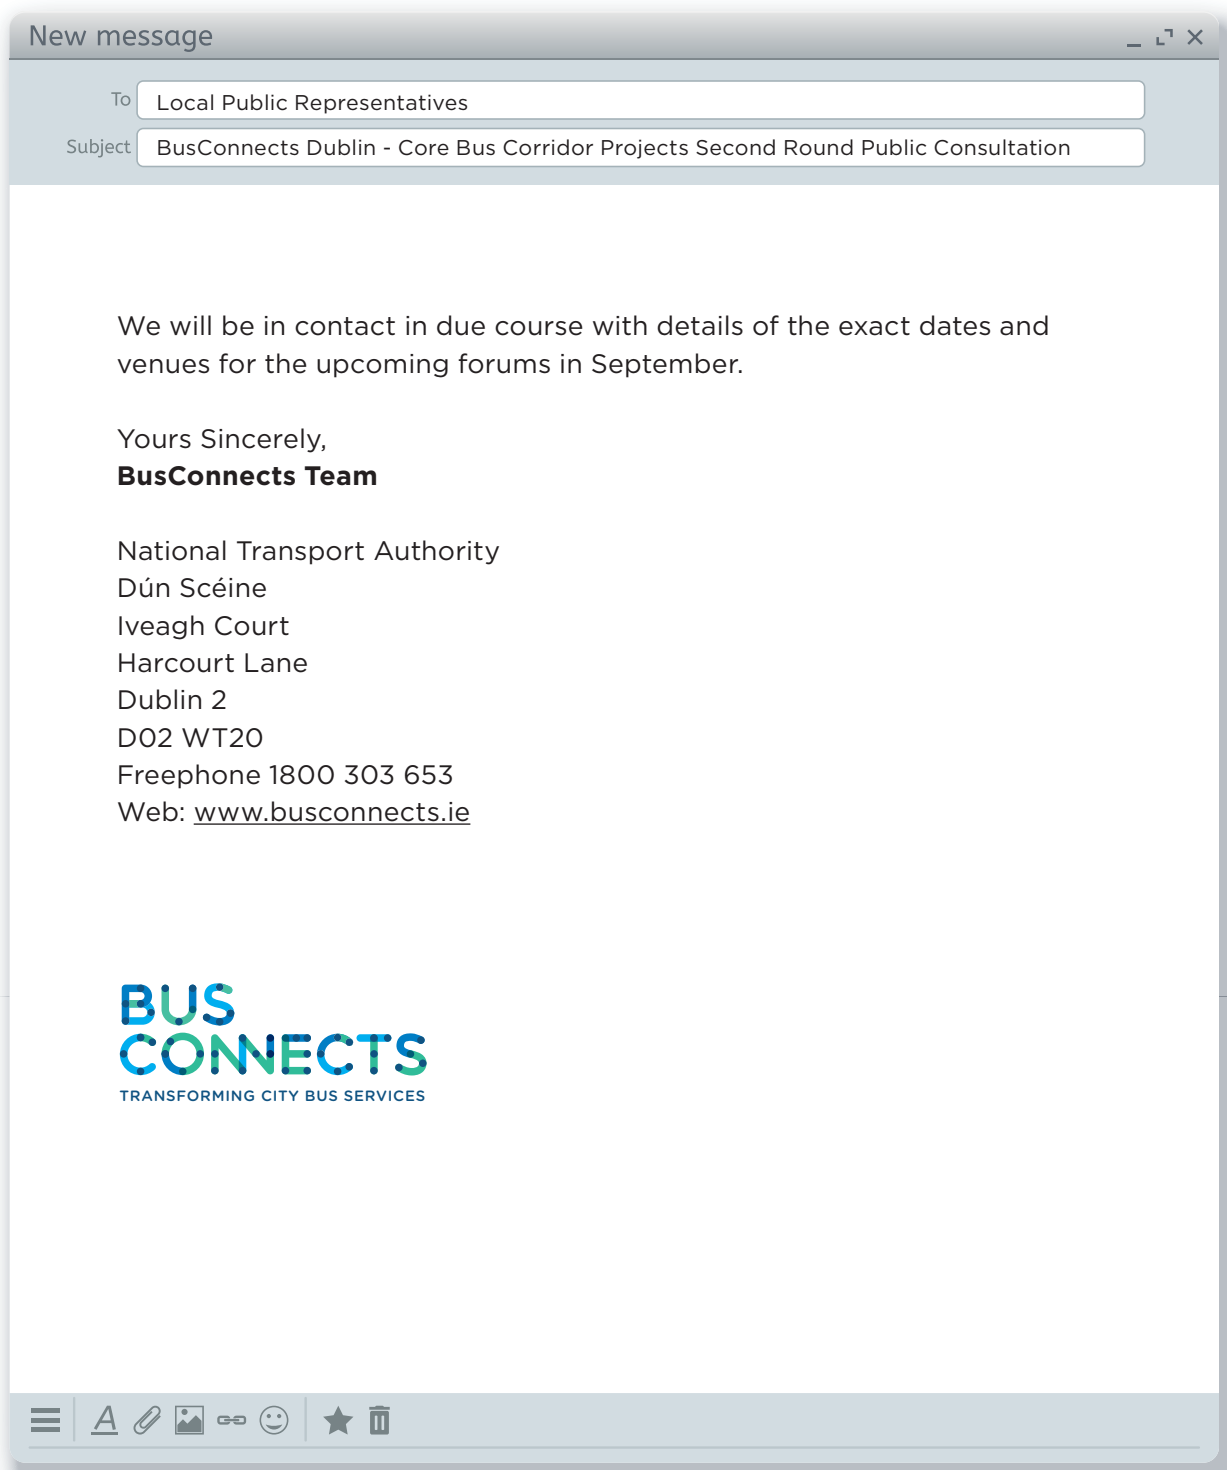 New message
To
Local Public Representatives
Subject
BusConnects Dublin - Core Bus Corridor Projects Second Round Public Consultation
We will be in contact in due course with details of the exact dates and
venues for the upcoming forums in September.
Yours Sincerely,
BusConnects Team
National Transport Authority
Dún Scéine
Iveagh Court
Harcourt Lane
Dublin 2
D02 WT20
Freephone 1800 303 653
Web: www.busconnects.ie
BUS
CONNECTS
TRANSFORMING CITY BUS SERVICES
A